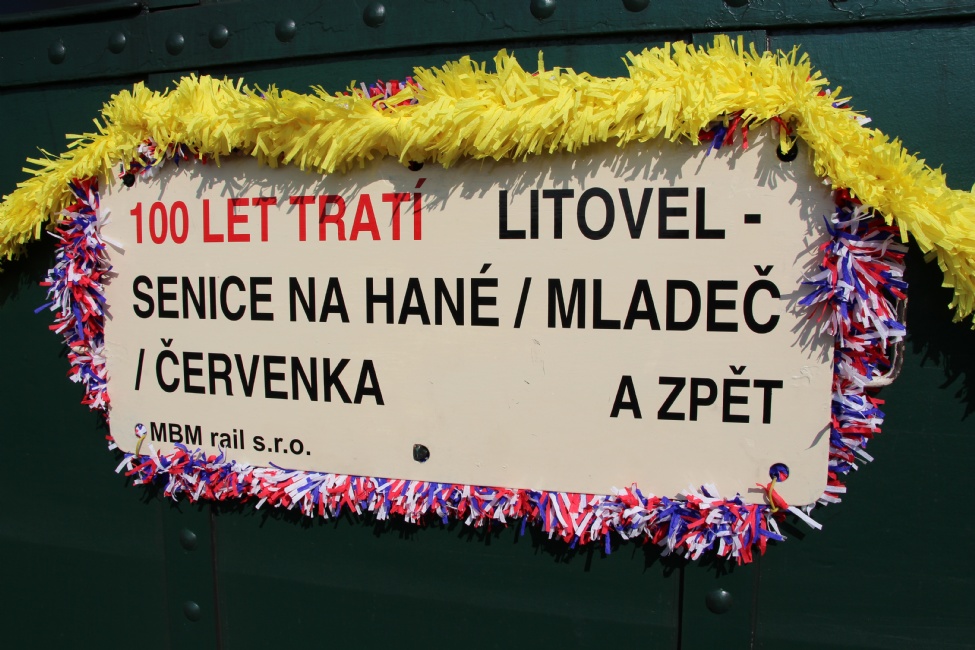 100 LET TRATÍ LITOVEL -
SENICE NA HANÉ / MLADEČ
/ ČERVENKA A ZPĚT
MBM rail s.r.o.